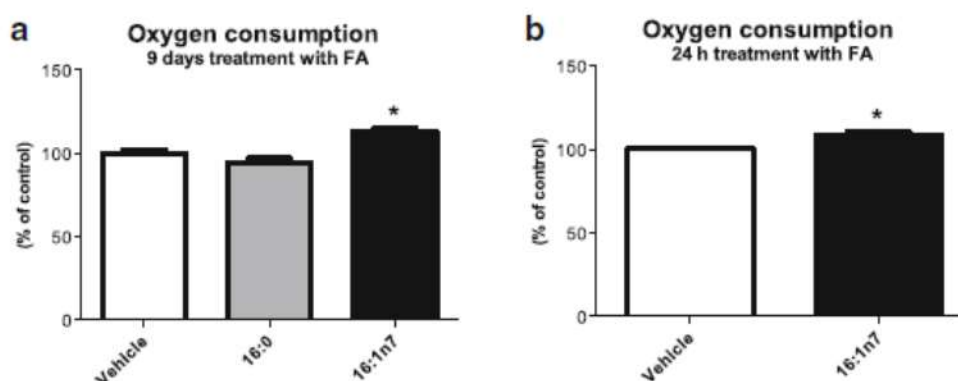 a
Oxygen consumption
9 days treatment with FA
(% of control)
150
100
50
0
*
Vehicle
16:0
16:1n7
b
Oxygen consumption
24 h treatment with FA
(% of control)
150
100
50
0
*
Vehicle
16:1n7